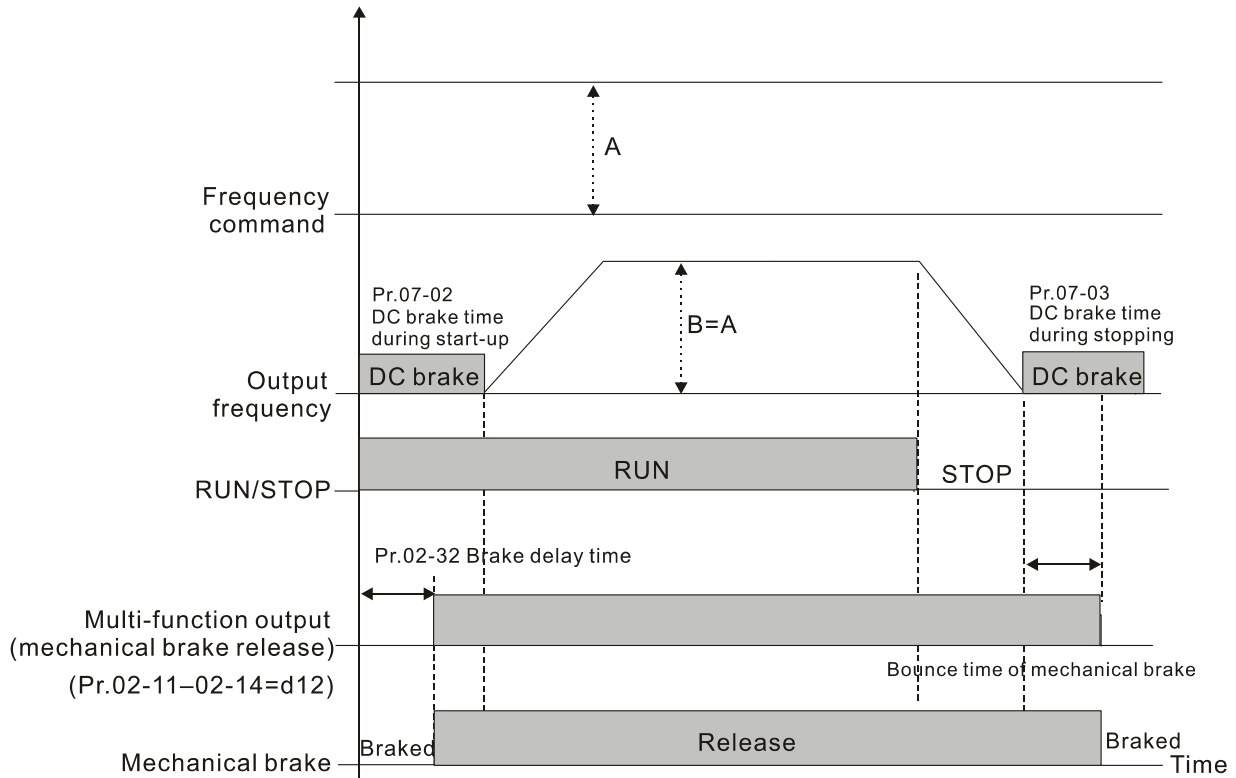 A
Frequency
command
Pr.07-02
DC brake time
during start-up
Pr.07-03
DC brake time
during stopping
B=A
DC brake
DC brake
Output
frequency
RUN
STOP
RUN/STOP
Pr.02-32 Brake delay time
Multi-function output
(mechanical brake release)
(Pr.02-11–02-14=d12)
Bounce time of mechanical brake
Braked
Release
Braked
Mechanical brake
Time